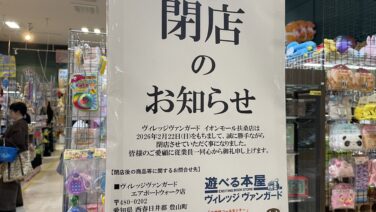 閉店
の
お知らせ
ヴィレッジヴァンガード イオンモール扶桑店は
2026年2月22日(日)をもちまして、誠に勝手ながら
閉店させていただく事になりました。
皆様のご愛顧に従業員一同心から御礼申し上げます。
【閉店後の商品等に関するお問合せ先】
■ヴィレッジヴァンガード
エアポートウォーク店
〒480-0202
愛知県 西春日井郡 豊山町
遊べる本屋
ヴィレッジ ヴァンガード